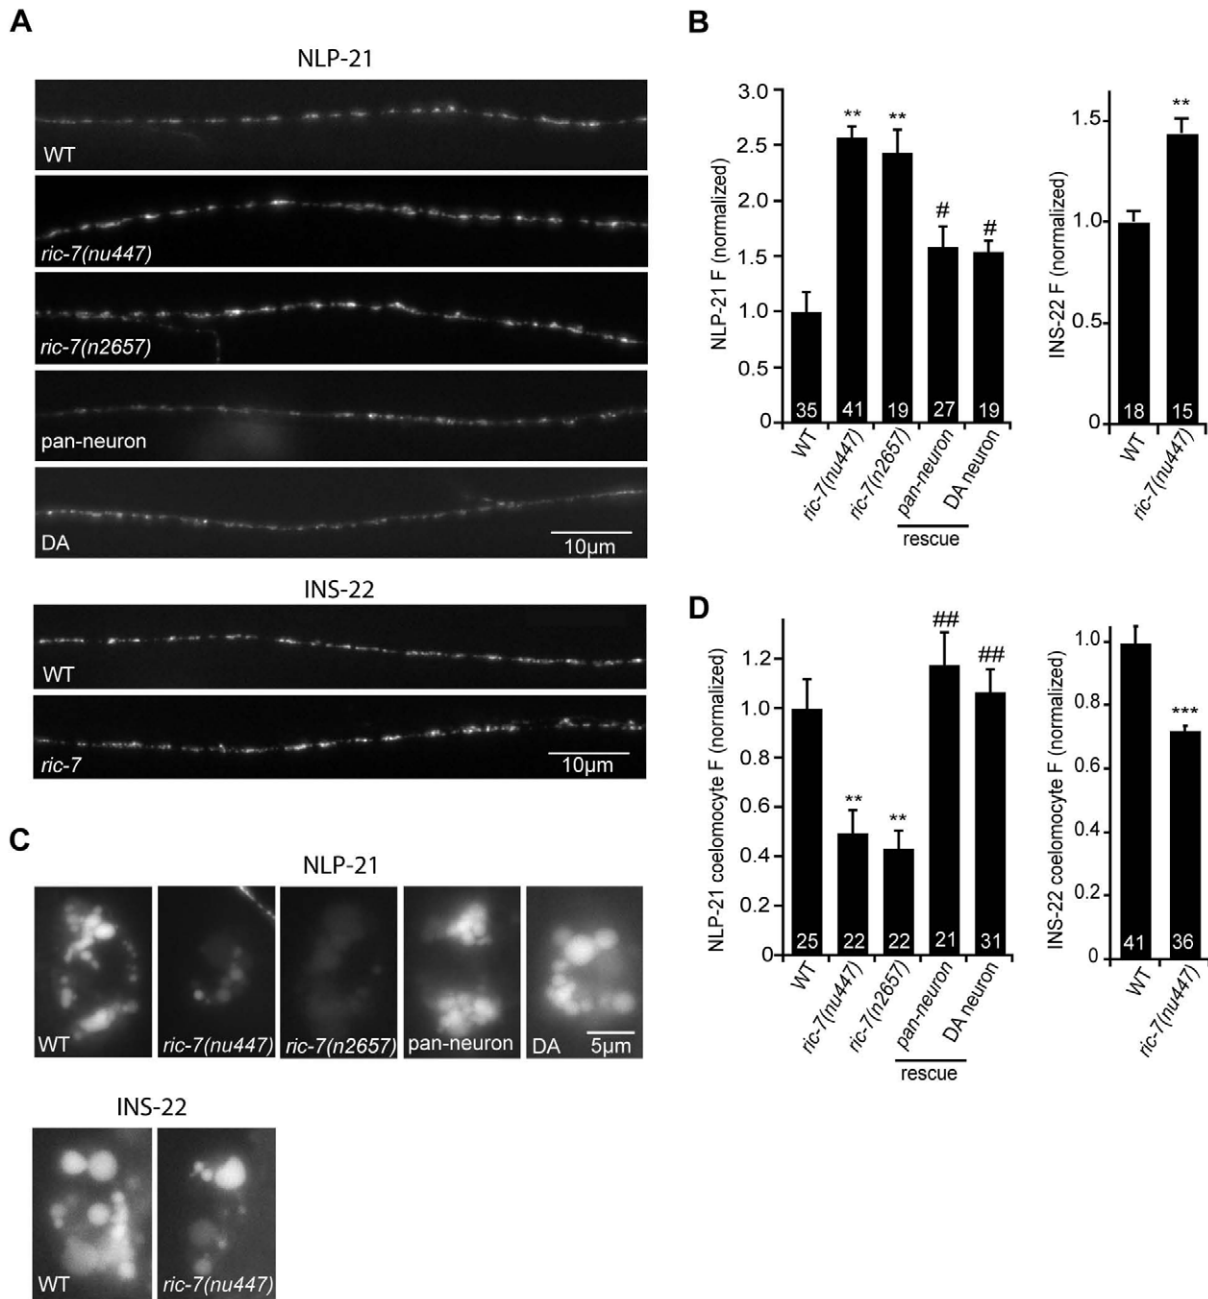 A
NLP-21
WT
ric-7(nu447)
ric-7(n2657)
pan-neuron
DA
10µm
INS-22
WT
ric-7
10µm
B
NLP-21 F (normalized)
3.0
2.5
2.0
1.5
1.0
0.5
0
** ** # #
35 41 19 27 19
WT
ric-7(nu447)
ric-7(n2657)
pan-neuron
DA neuron
rescue
INS-22 F (normalized)
1.5
1.0
0.5
0
**
18 15
WT
ric-7(nu447)
C
NLP-21
WT
ric-7(nu447)
ric-7(n2657)
pan-neuron
DA
5µm
INS-22
WT
ric-7(nu447)
D
NLP-21 coelomocyte F (normalized)
1.2
1.0
0.8
0.6
0.4
0.2
0
** ** ## ##
25 22 22 21 31
WT
ric-7(nu447)
ric-7(n2657)
pan-neuron
DA neuron
rescue
INS-22 coelomocyte F (normalized)
1.0
0.8
0.6
0.4
0.2
0
***
41 36
WT
ric-7(nu447)